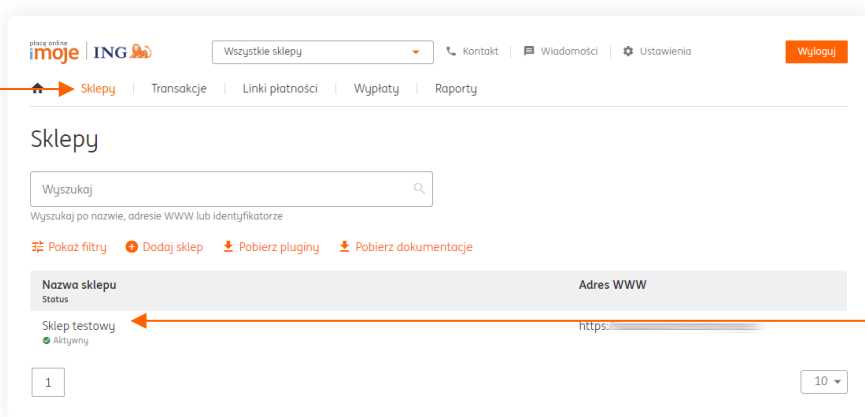 płacę online
imoje ING Wszystkie sklepy Kontakt Wiadomości Ustawienia Wyloguj
Sklepy Transakcje Linki płatności Wypłaty Raporty
Sklepy
Wyszukaj
Wyszukaj po nazwie, adresie WWW lub identyfikatorze
Pokaż filtry Dodaj sklep Pobierz pluginy Pobierz dokumentacje
Nazwa sklepu Adres WWW
Status
Sklep testowy https:
Aktywny
1 10